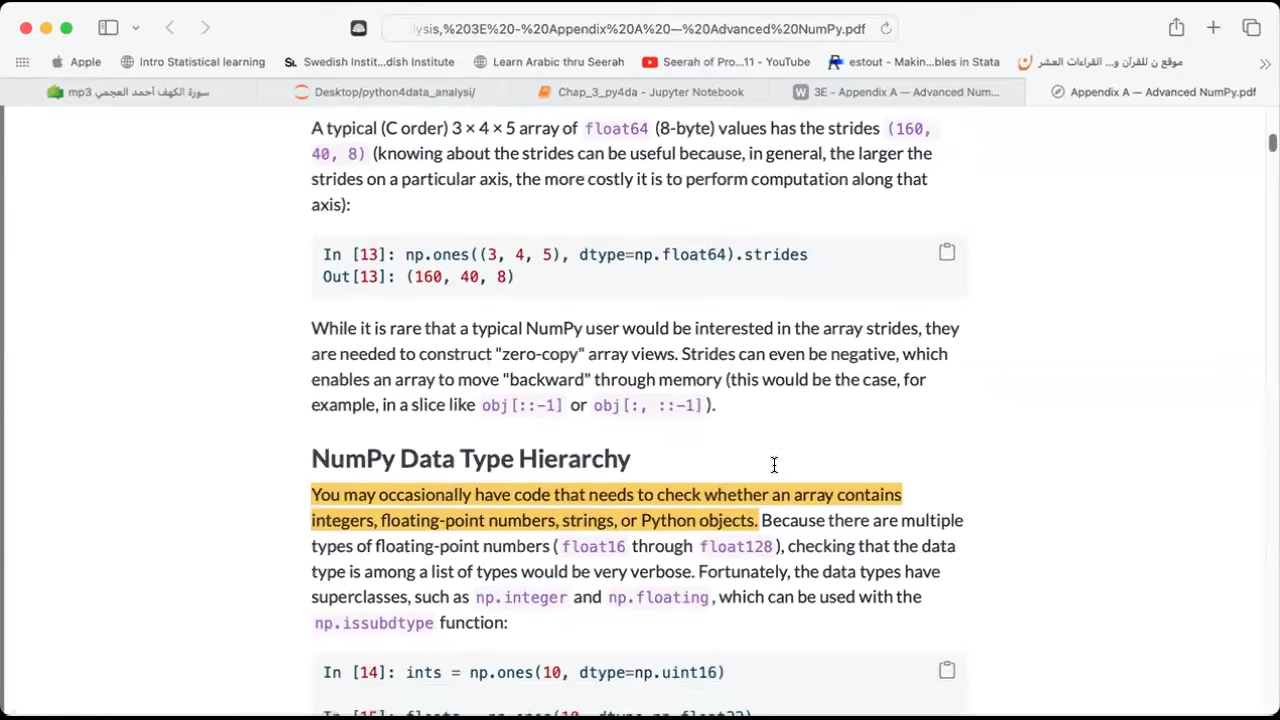 lysis,%203E%20-%20Appendix%20A%20—%20Advanced%20NumPy.pdf
Apple
Intro Statistical learning
Swedish Instit...dish Institute
Learn Arabic thru Seerah
Seerah of Pro...11 - YouTube
estout - Makin...bles in Stata
موقع ن للقرآن و... القراءات العشر
سورة الكهف أحمد العجمي mp3
Desktop/python4data_analysi/
Chap_3_py4da - Jupyter Notebook
3E - Appendix A — Advanced Num...
Appendix A — Advanced NumPy.pdf
A typical (C order) 3 × 4 × 5 array of float64 (8-byte) values has the strides (160,
40, 8) (knowing about the strides can be useful because, in general, the larger the
strides on a particular axis, the more costly it is to perform computation along that
axis):
In [13]: np.ones((3, 4, 5), dtype=np.float64).strides
Out[13]: (160, 40, 8)
While it is rare that a typical NumPy user would be interested in the array strides, they
are needed to construct "zero-copy" array views. Strides can even be negative, which
enables an array to move "backward" through memory (this would be the case, for
example, in a slice like obj[::-1] or obj[:, ::-1]).
NumPy Data Type Hierarchy
You may occasionally have code that needs to check whether an array contains
integers, floating-point numbers, strings, or Python objects. Because there are multiple
types of floating-point numbers (float16 through float128), checking that the data
type is among a list of types would be very verbose. Fortunately, the data types have
superclasses, such as np.integer and np.floating, which can be used with the
np.issubdtype function:
In [14]: ints = np.ones(10, dtype=np.uint16)